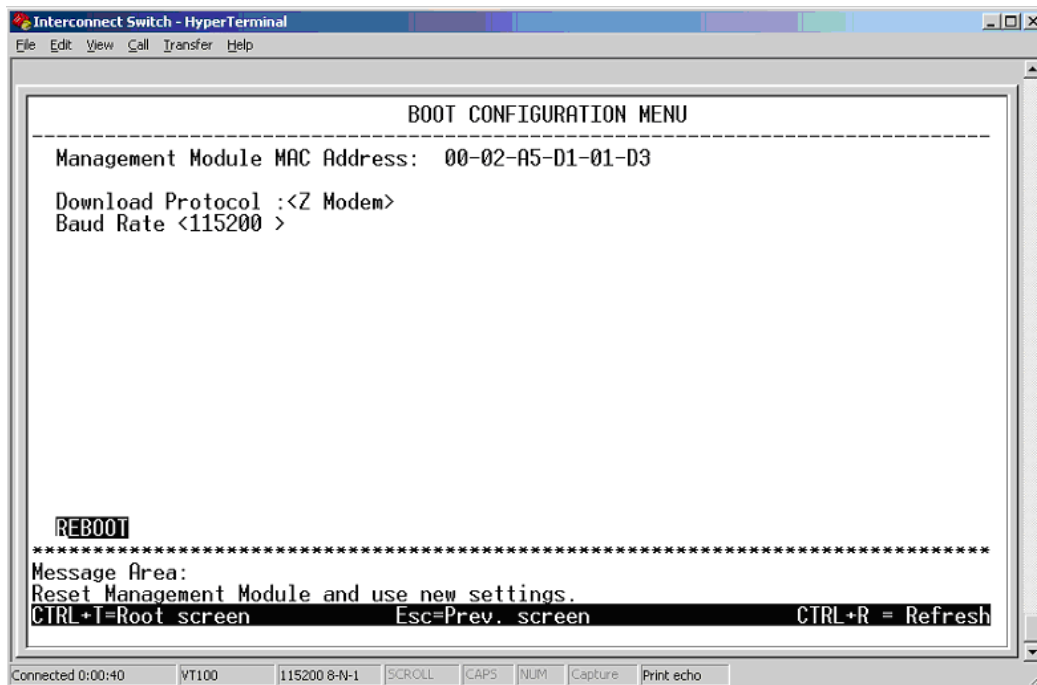 Interconnect Switch - HyperTerminal
File Edit View Call Transfer Help
BOOT CONFIGURATION MENU
--------------------------------------------------------------------------------
Management Module MAC Address: 00-02-A5-D1-01-D3
Download Protocol :<Z Modem>
Baud Rate <115200 >
REBOOT
********************************************************************************
Message Area:
Reset Management Module and use new settings.
CTRL+T=Root screen Esc=Prev. screen CTRL+R = Refresh
Connected 0:00:40 VT100 115200 8-N-1 SCROLL CAPS NUM Capture Print echo